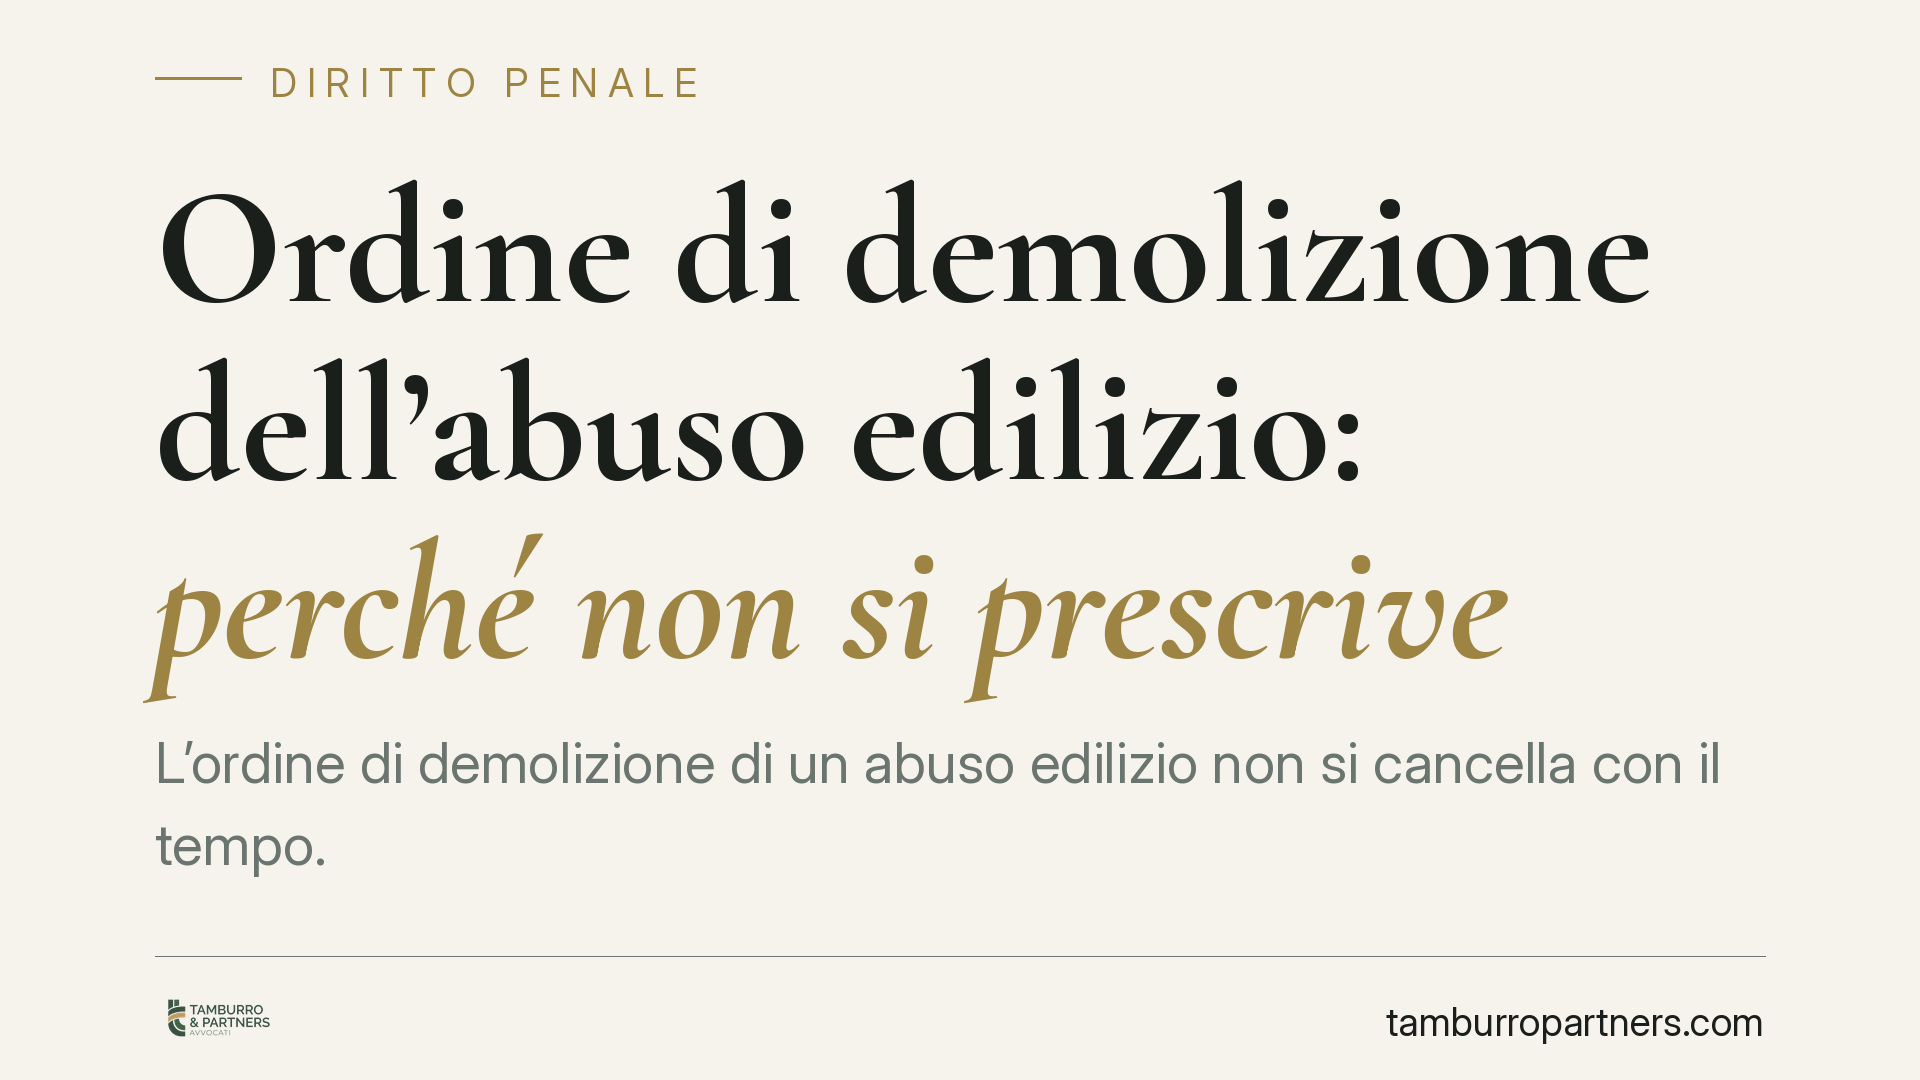 DIRITTO PENALE
Ordine di demolizione
dell’abuso edilizio:
perché non si prescrive
L’ordine di demolizione di un abuso edilizio non si cancella con il
tempo.
TAMBURRO
& PARTNERS
AVVOCATI
tamburropartners.com